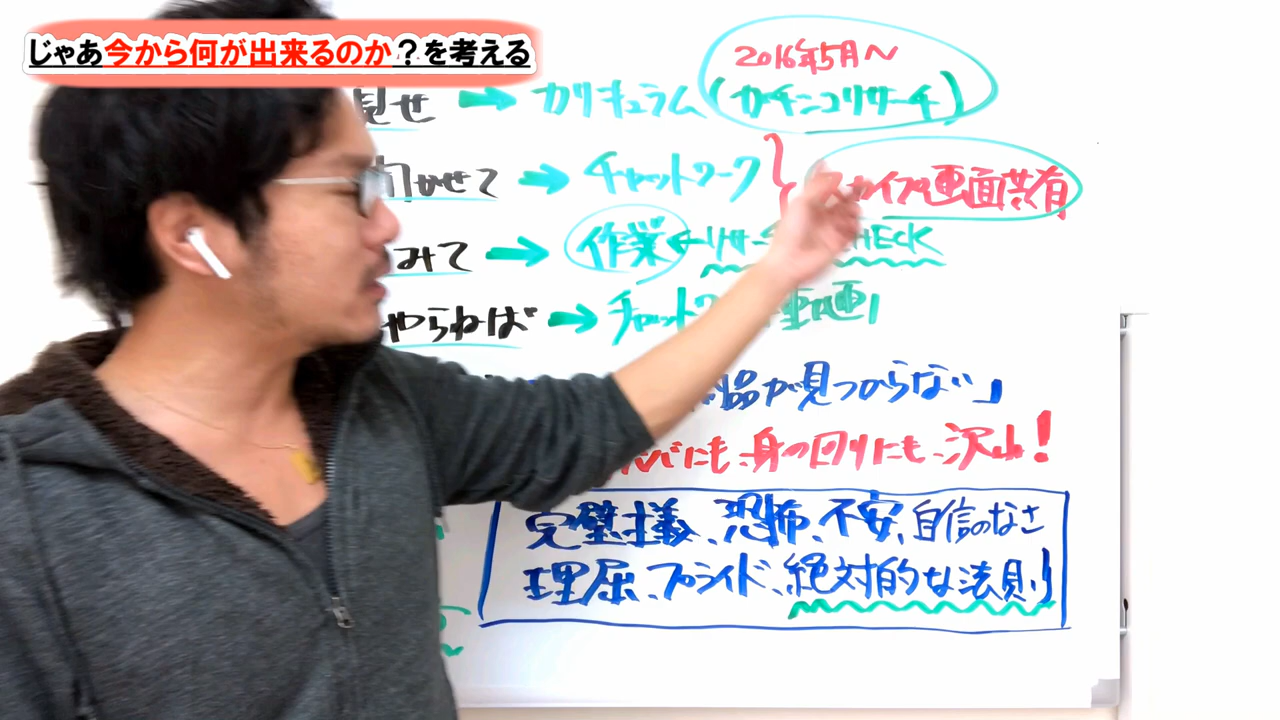 じゃあ今から何が出来るのか？を考える
2016年5月〜
見せ → カリキュラム (ガチンコリサーチ)
かせて → チャットワーク } スカイプ画面共有
みて → 作業 ← リサーチ CHECK
やらねば → チャットワーク 動画
品が見つからない」
にも、身の回りにも、沢山！
完璧主義、恐怖、不安、自信のなさ
理屈、プライド、絶対的な法則